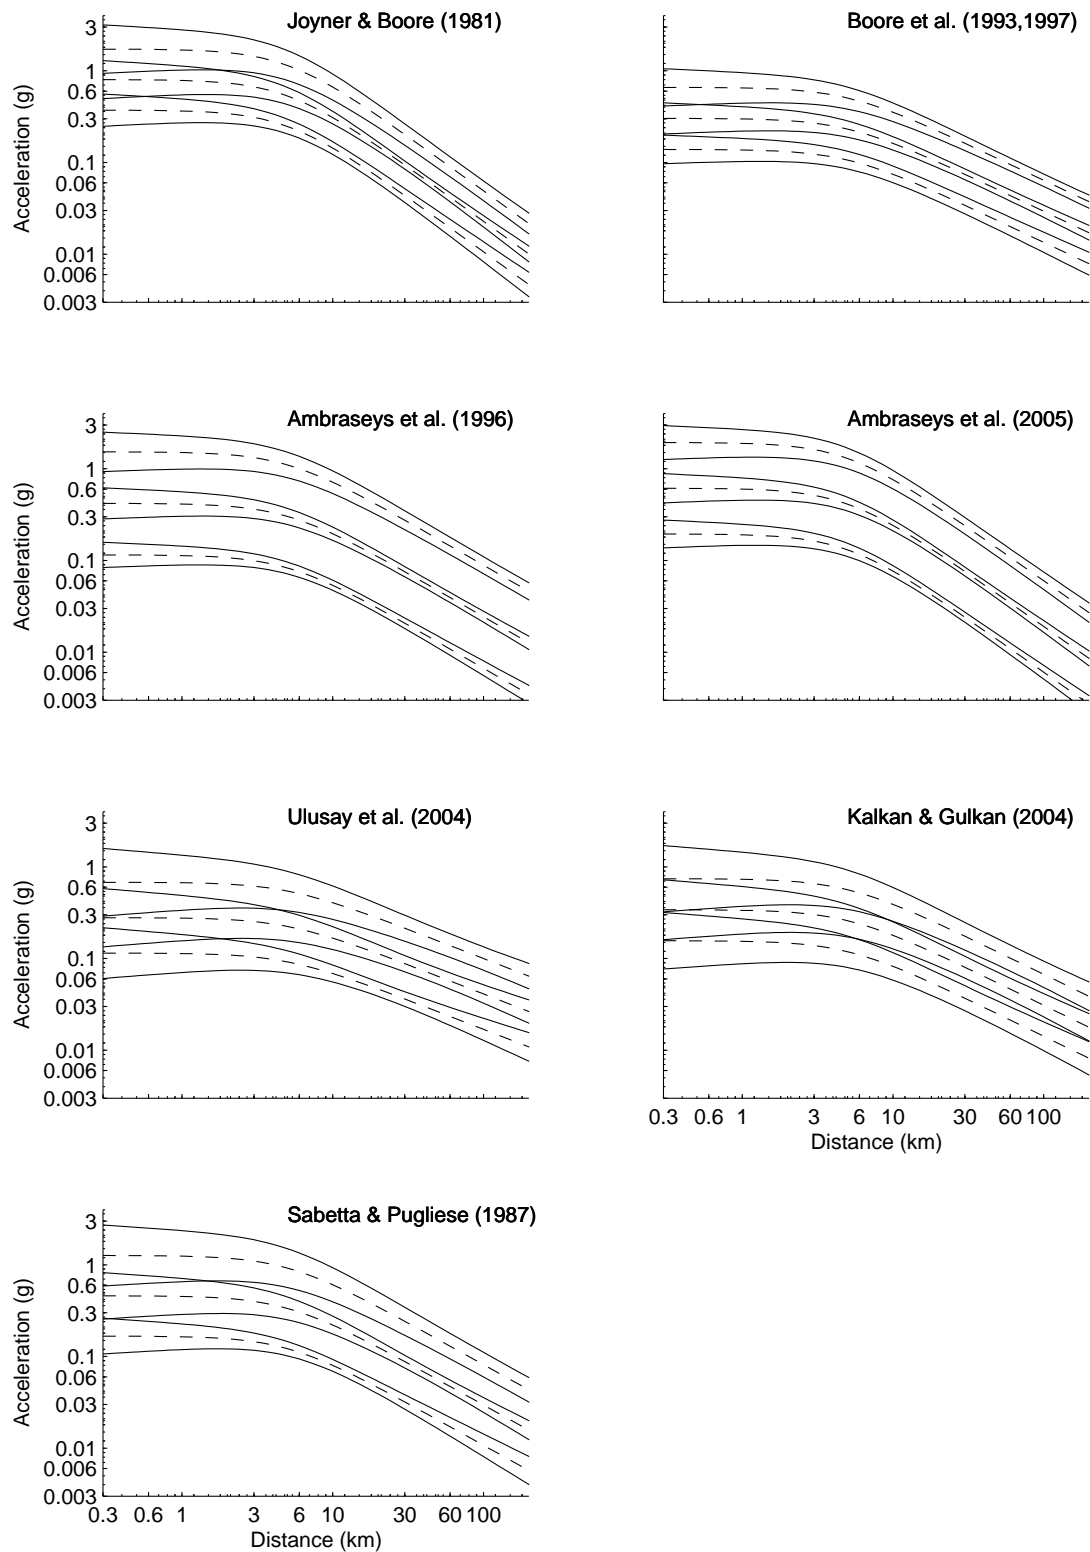 Joyner & Boore (1981)
3
1
0.6
0.3
0.1
0.06
0.03
0.01
0.006
0.003
Acceleration (g)
Boore et al. (1993,1997)
Ambraseys et al. (1996)
3
1
0.6
0.3
0.1
0.06
0.03
0.01
0.006
0.003
Acceleration (g)
Ambraseys et al. (2005)
Ulusay et al. (2004)
3
1
0.6
0.3
0.1
0.06
0.03
0.01
0.006
0.003
Acceleration (g)
Kalkan & Gulkan (2004)
0.3 0.6 1 3 6 10 30 60 100
Distance (km)
Sabetta & Pugliese (1987)
3
1
0.6
0.3
0.1
0.06
0.03
0.01
0.006
0.003
Acceleration (g)
0.3 0.6 1 3 6 10 30 60 100
Distance (km)